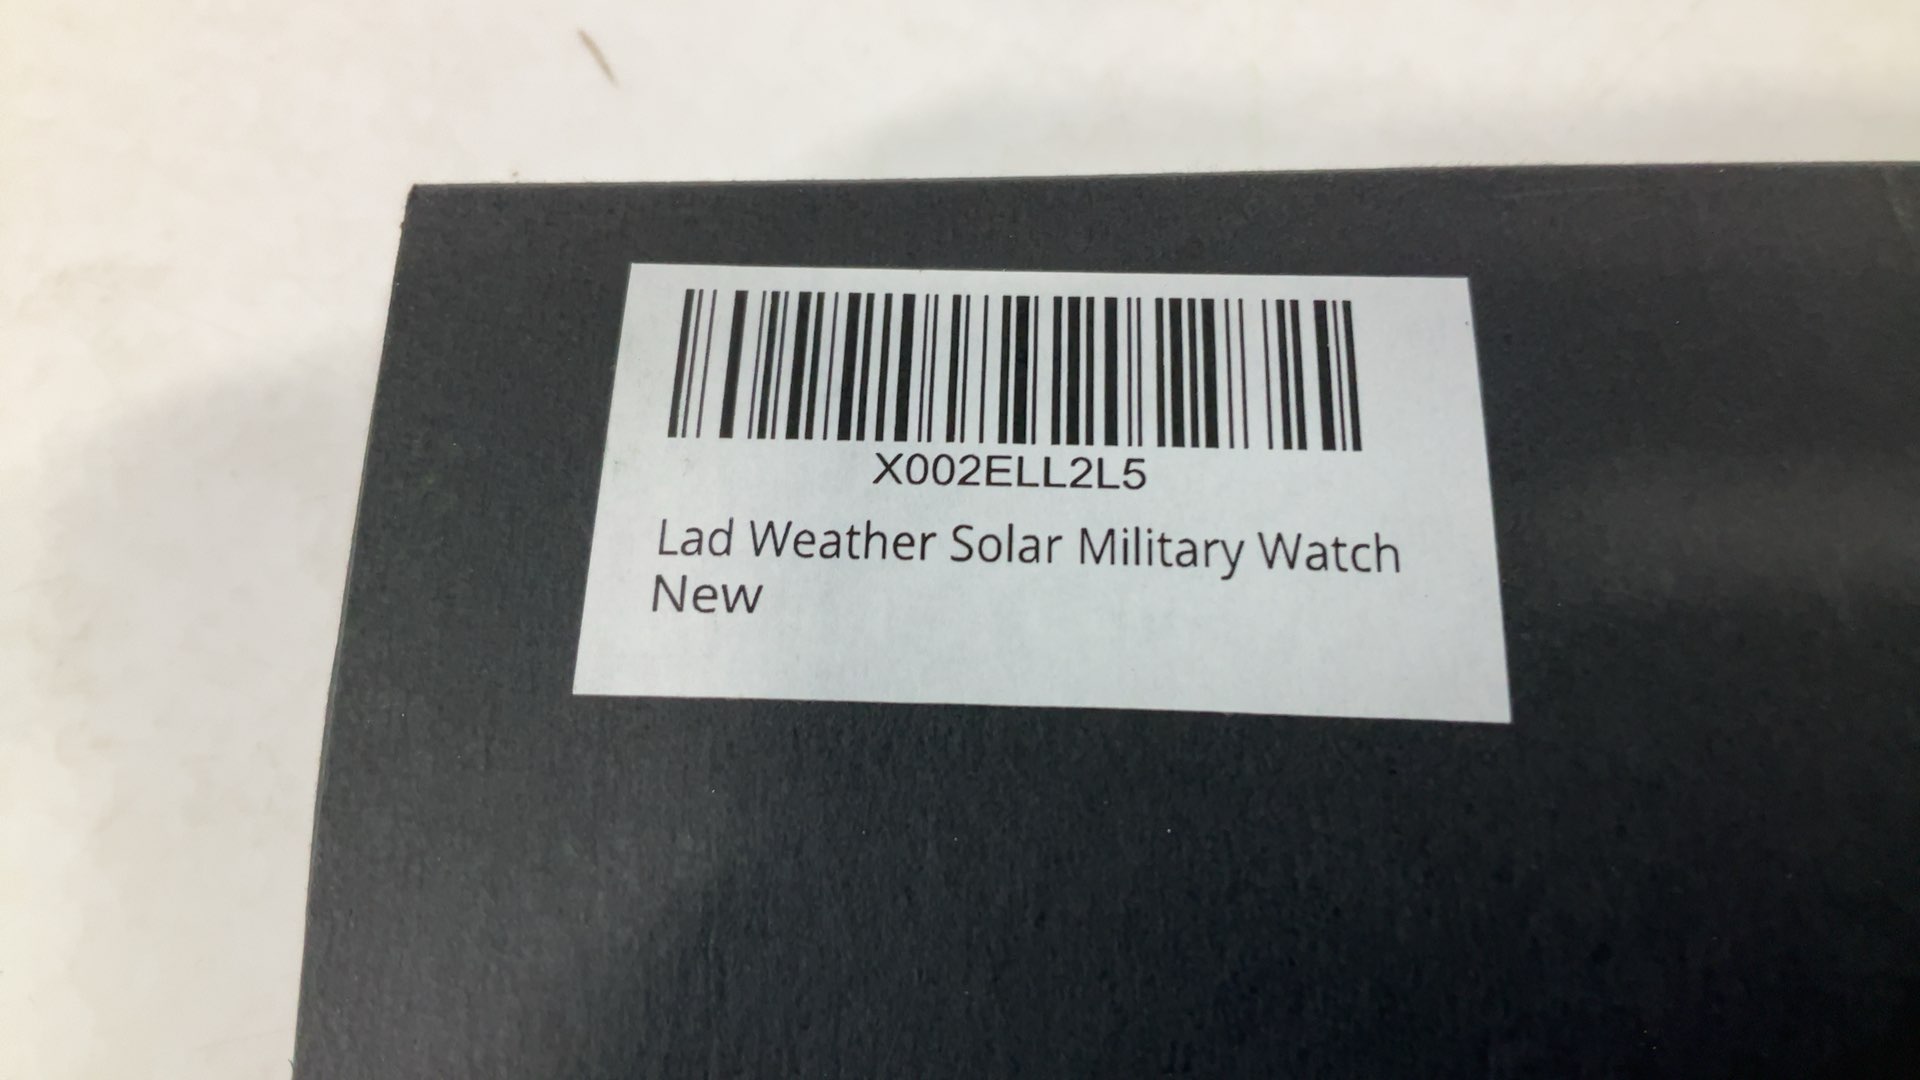 X002ELL2L5
Lad Weather Solar Military Watch
New